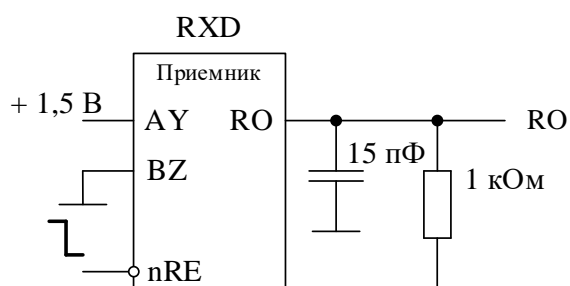 RXD
Приемник
+ 1,5 В
AY
RO
RO
BZ
15 пФ
1 кОм
nRE